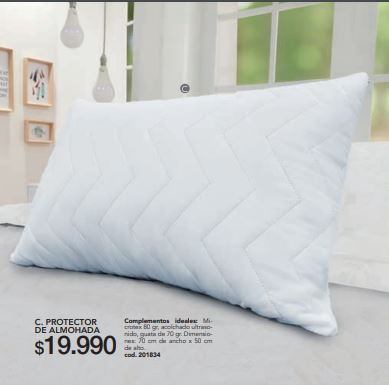 C
C. PROTECTOR
DE ALMOHADA
$19.990
Complementos ideales: Mi-
crotex 80 gr, acolchado ultraso-
nido, guata de 70 gr. Dimensio-
nes: 70 cm de ancho x 50 cm
de alto.
cod. 201834